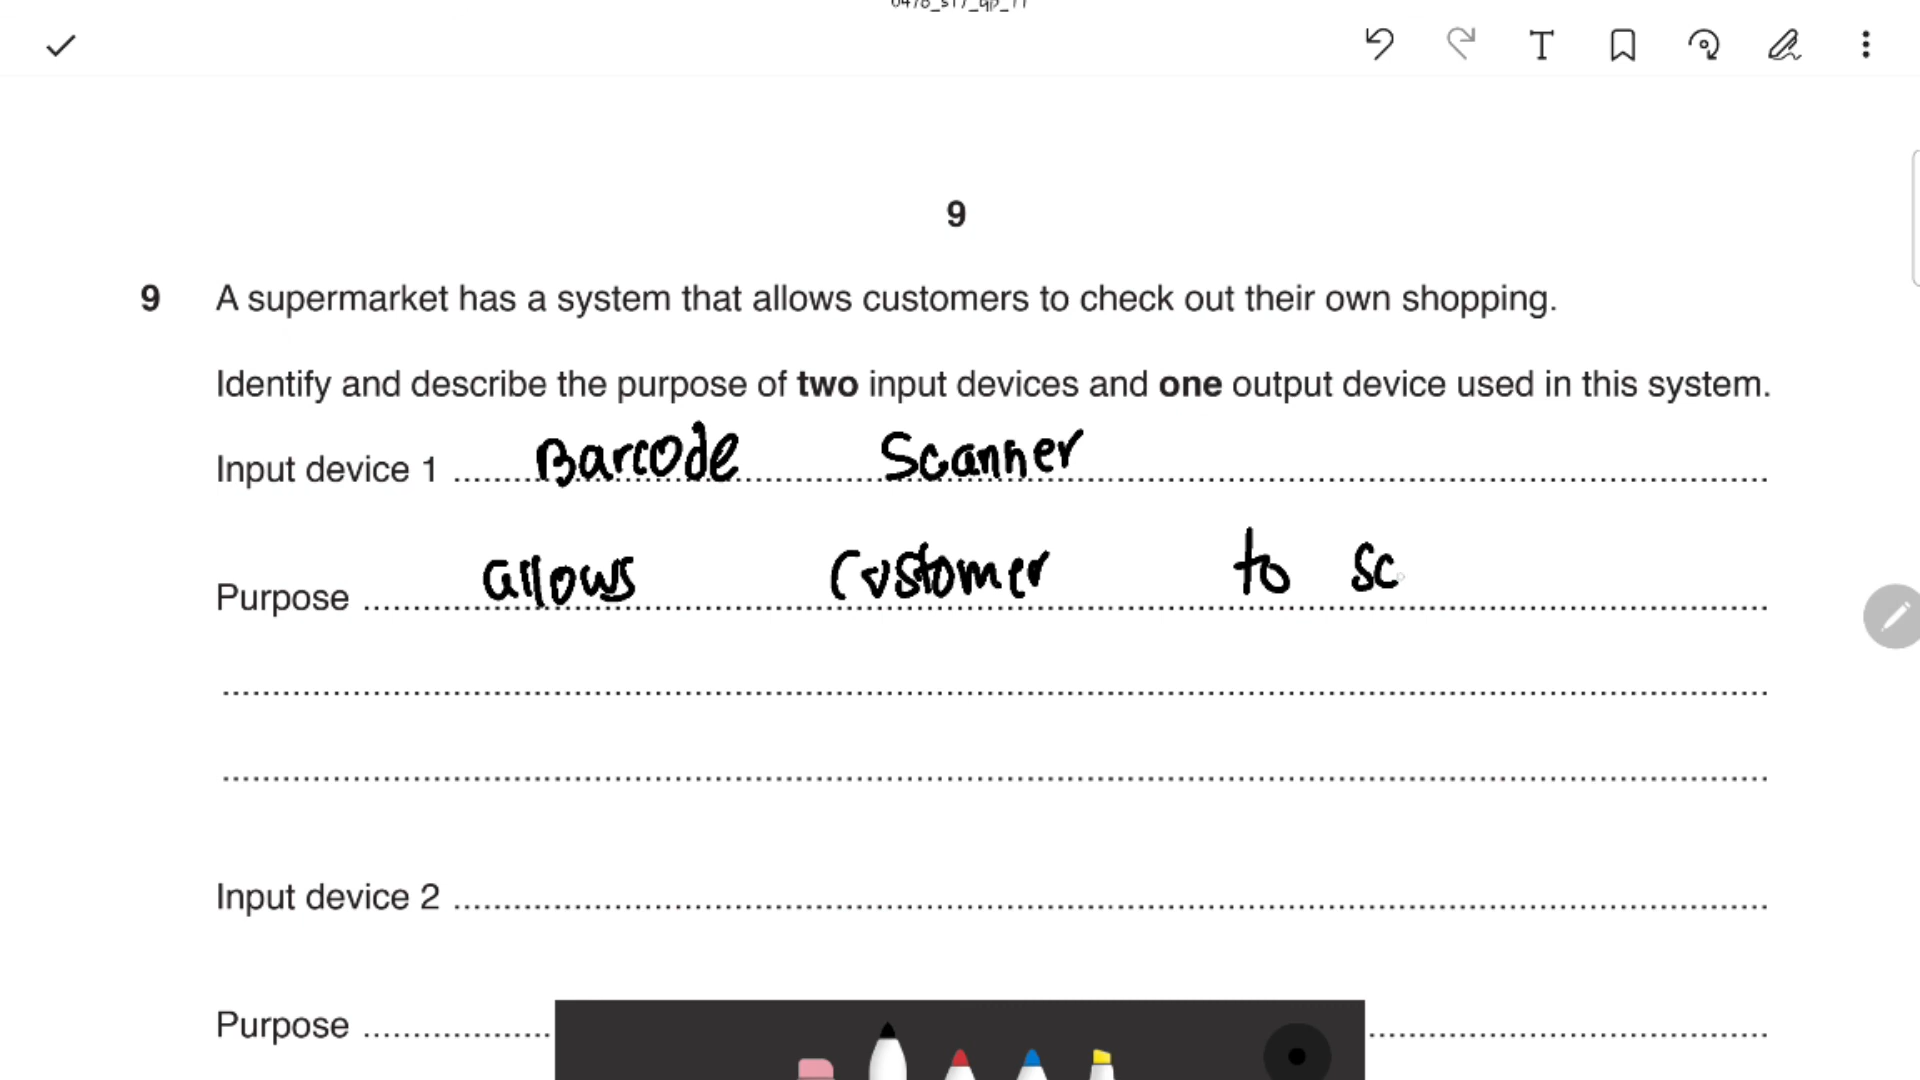 9
9 A supermarket has a system that allows customers to check out their own shopping.
Identify and describe the purpose of two input devices and one output device used in this system.
Input device 1 Barcode Scanner
Purpose allows customer to sc
Input device 2
Purpose